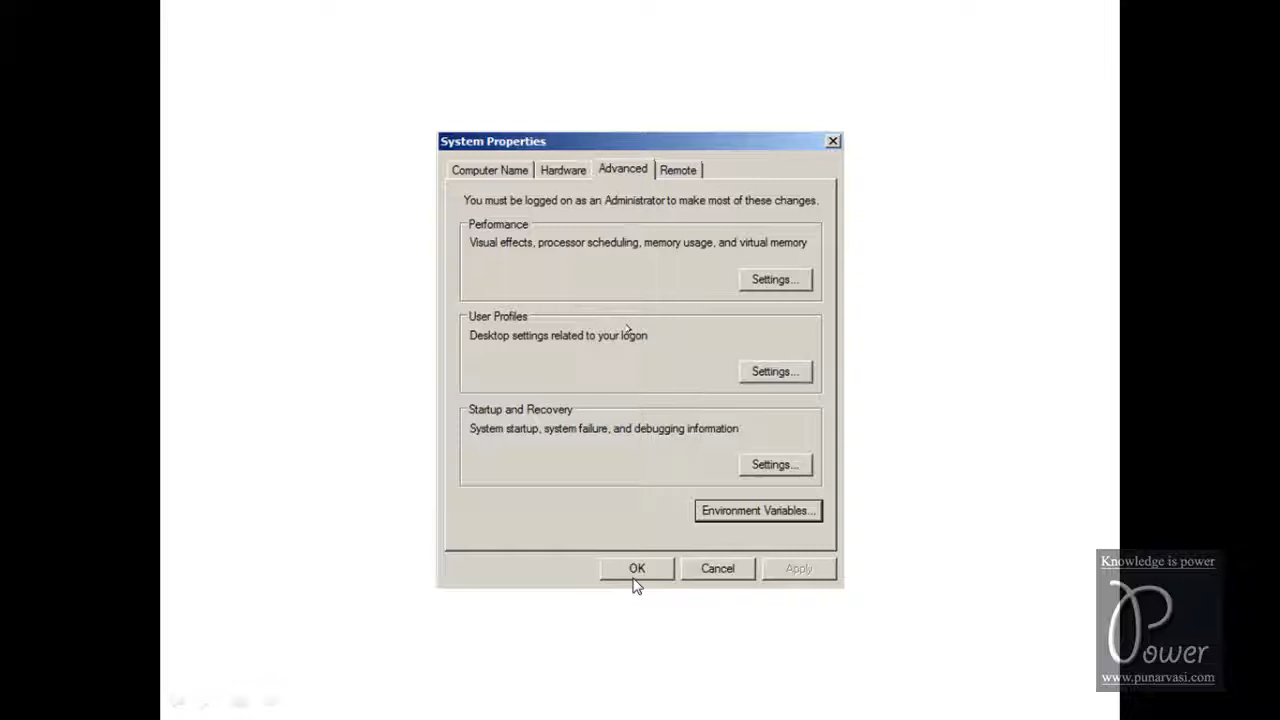 System Properties
Computer Name
Hardware
Advanced
Remote
You must be logged on as an Administrator to make most of these changes.
Performance
Visual effects, processor scheduling, memory usage, and virtual memory
Settings...
User Profiles
Desktop settings related to your logon
Settings...
Startup and Recovery
System startup, system failure, and debugging information
Settings...
Environment Variables...
OK
Cancel
Apply
Knowledge is power
Power
www.punarvasi.com